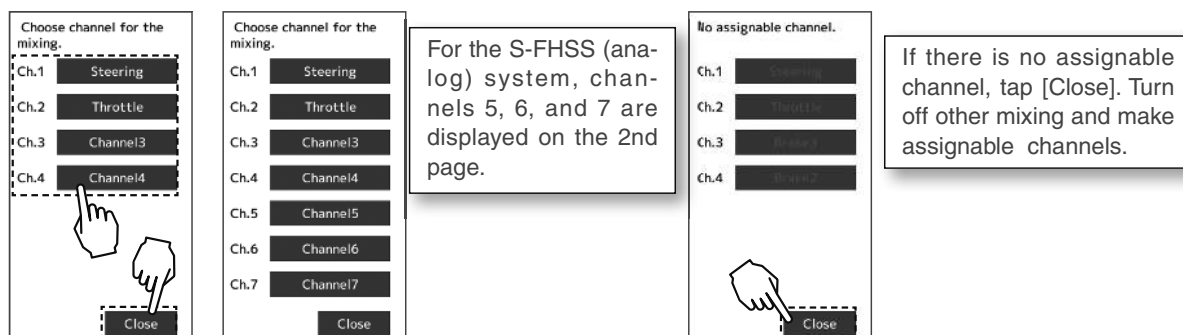 Choose channel for the
mixing.
Ch.1 Steering
Ch.2 Throttle
Ch.3 Channel3
Ch.4 Channel4
Close
Choose channel for the
mixing.
Ch.1 Steering
Ch.2 Throttle
Ch.3 Channel3
Ch.4 Channel4
Ch.5 Channel5
Ch.6 Channel6
Ch.7 Channel7
Close
For the S-FHSS (ana-
log) system, chan-
nels 5, 6, and 7 are
displayed on the 2nd
page.
No assignable channel.
Ch.1 Steering
Ch.2 Throttle
Ch.3 Brake3
Ch.4 Brake2
Close
If there is no assignable
channel, tap [Close]. Turn
off other mixing and make
assignable channels.